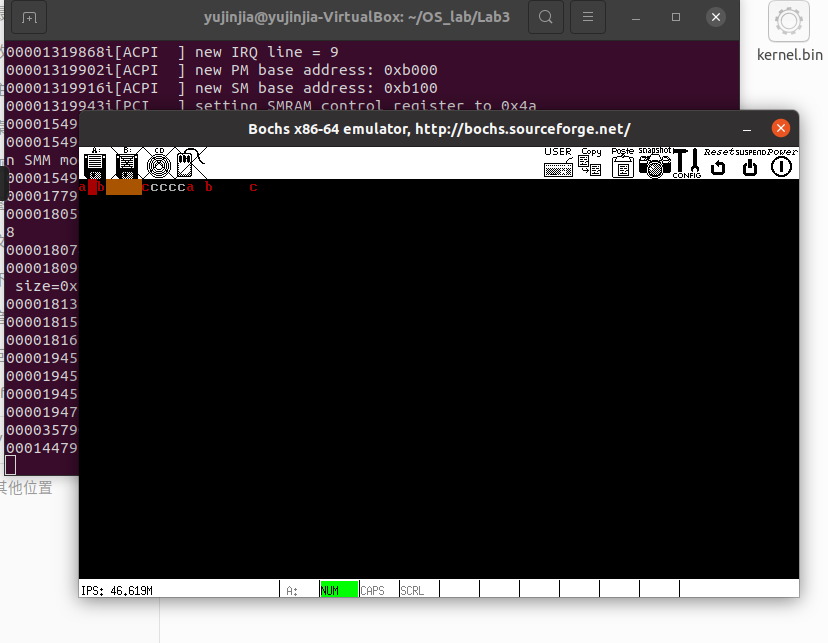 yujinjia@yujinjia-VirtualBox: ~/OS_lab/Lab3
kernel.bin
00001319868i[ACPI  ] new IRQ line = 9
00001319902i[ACPI  ] new PM base address: 0xb000
00001319916i[ACPI  ] new SM base address: 0xb100
00001319943i[PCI   ] setting SMRAM control register to 0x4a
00001549
n SMM mo
00001549
00001779
00001805
8
00001807
00001809
size=0x
00001813
00001815
00001816
00001945
00001945
00001945
00001947
00003579
00014479
其他位置
Bochs x86-64 emulator, http://bochs.sourceforge.net/
A: B: CD USER Copy Paste snapshot CONFIG Reset SUSPEND Power
a b cccca b c
IPS: 46.619M A: NUM CAPS SCRL